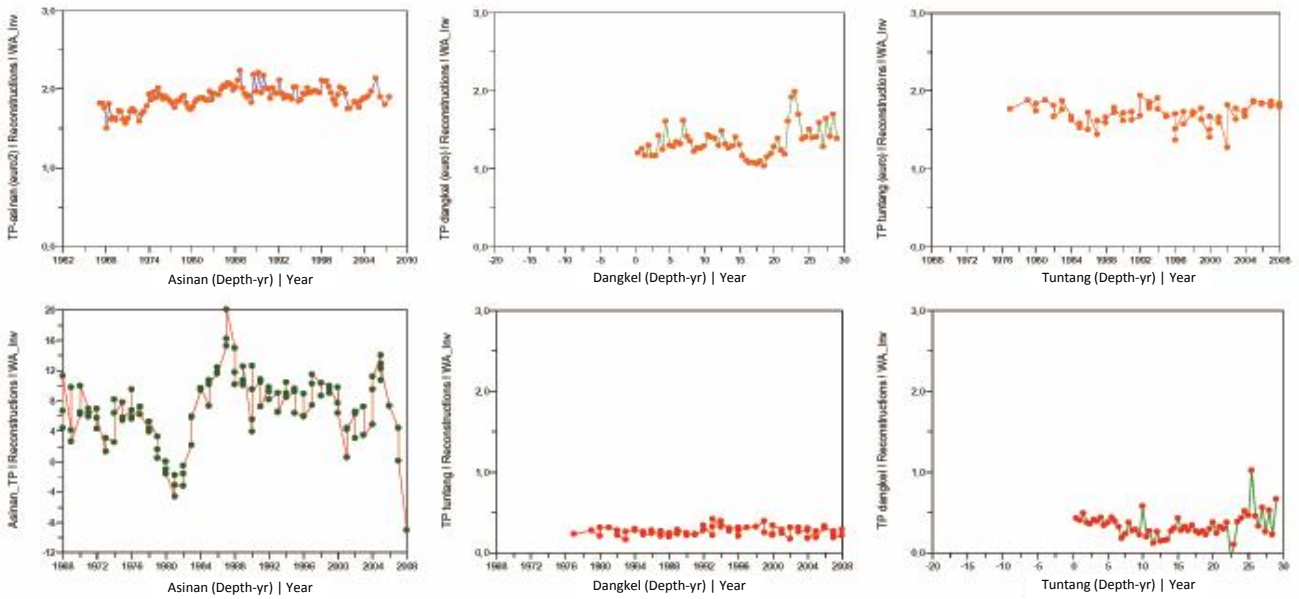 TP-asinan (euro2) | Reconstructions | WA_Inv
3,0
2,0
1,0
0,0
1962 1968 1974 1980 1986 1992 1998 2004 2010
Asinan (Depth-yr) | Year
TP dangkel (euro) | Reconstructions | WA_Inv
3,0
2,0
1,0
0,0
-20 -15 -10 -5 0 5 10 15 20 25 30
Dangkel (Depth-yr) | Year
TP tuntang (euro) | Reconstructions | WA_Inv
3,0
2,0
1,0
0,0
1968 1972 1976 1980 1984 1988 1992 1996 2000 2004 2008
Tuntang (Depth-yr) | Year
Asinan_TP | Reconstructions | WA_Inv
20
16
12
8
4
0
-4
-8
-12
1968 1972 1976 1980 1984 1988 1992 1996 2000 2004 2008
Asinan (Depth-yr) | Year
TP tuntang | Reconstructions | WA_Inv
3,0
2,0
1,0
0,0
1968 1972 1976 1980 1984 1988 1992 1996 2000 2004 2008
Dangkel (Depth-yr) | Year
TP dangkel | Reconstructions | WA_Inv
3,0
2,0
1,0
0,0
-20 -15 -10 -5 0 5 10 15 20 25 30
Tuntang (Depth-yr) | Year